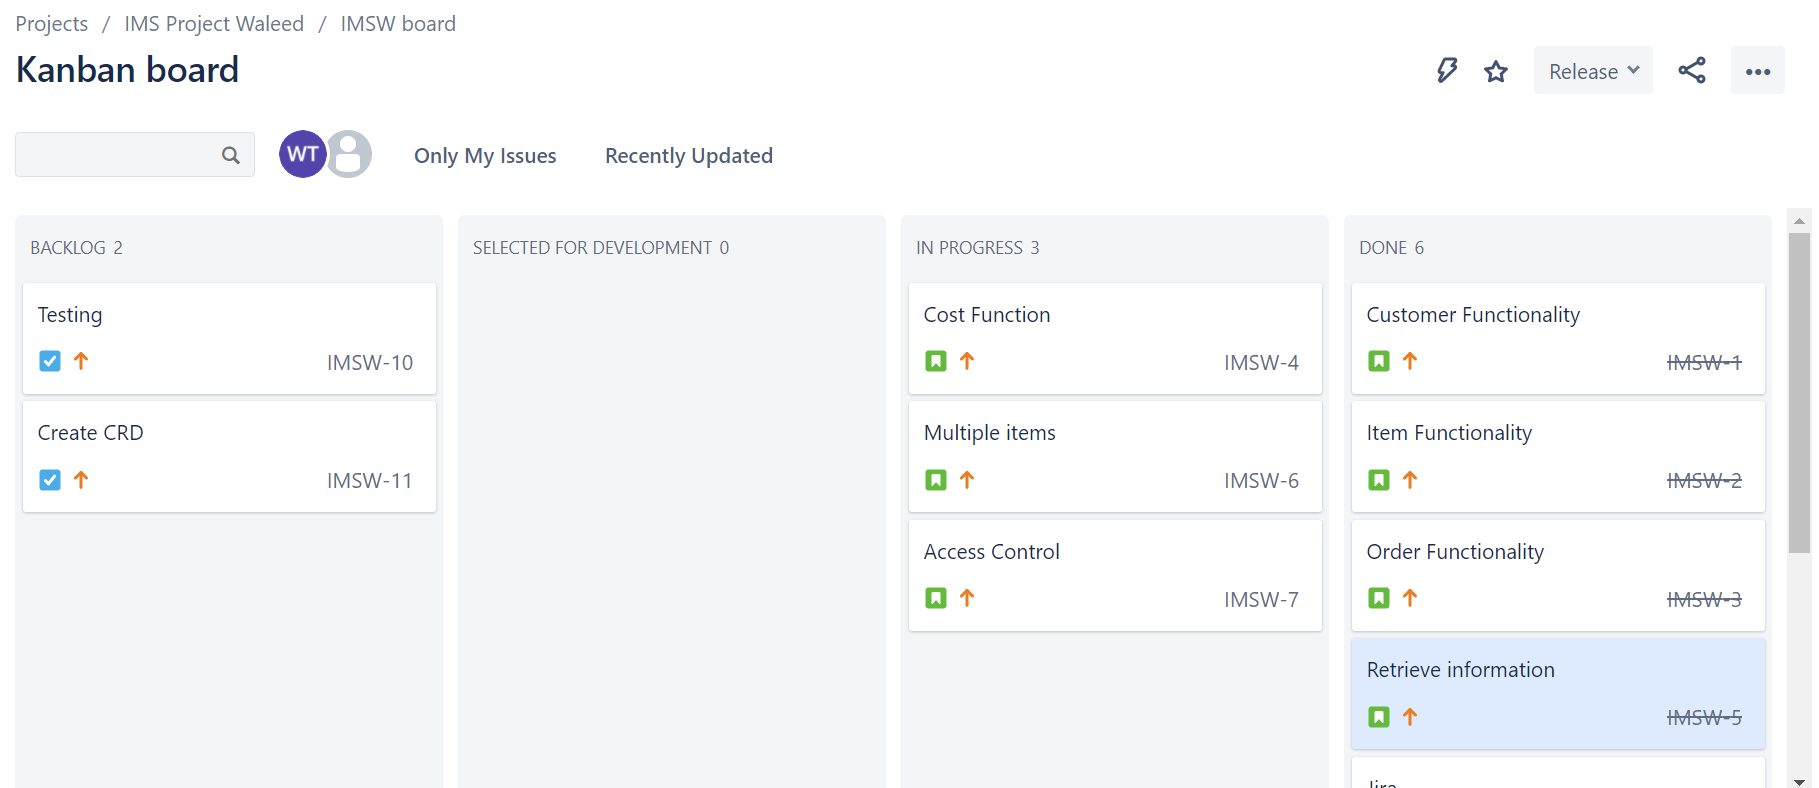 Projects / IMS Project Waleed / IMSW board
Kanban board
Release
WT
Only My Issues
Recently Updated
BACKLOG 2
Testing
IMSW-10
Create CRD
IMSW-11
SELECTED FOR DEVELOPMENT 0
IN PROGRESS 3
Cost Function
IMSW-4
Multiple items
IMSW-6
Access Control
IMSW-7
DONE 6
Customer Functionality
IMSW-1
Item Functionality
IMSW-2
Order Functionality
IMSW-3
Retrieve information
IMSW-5
Jira